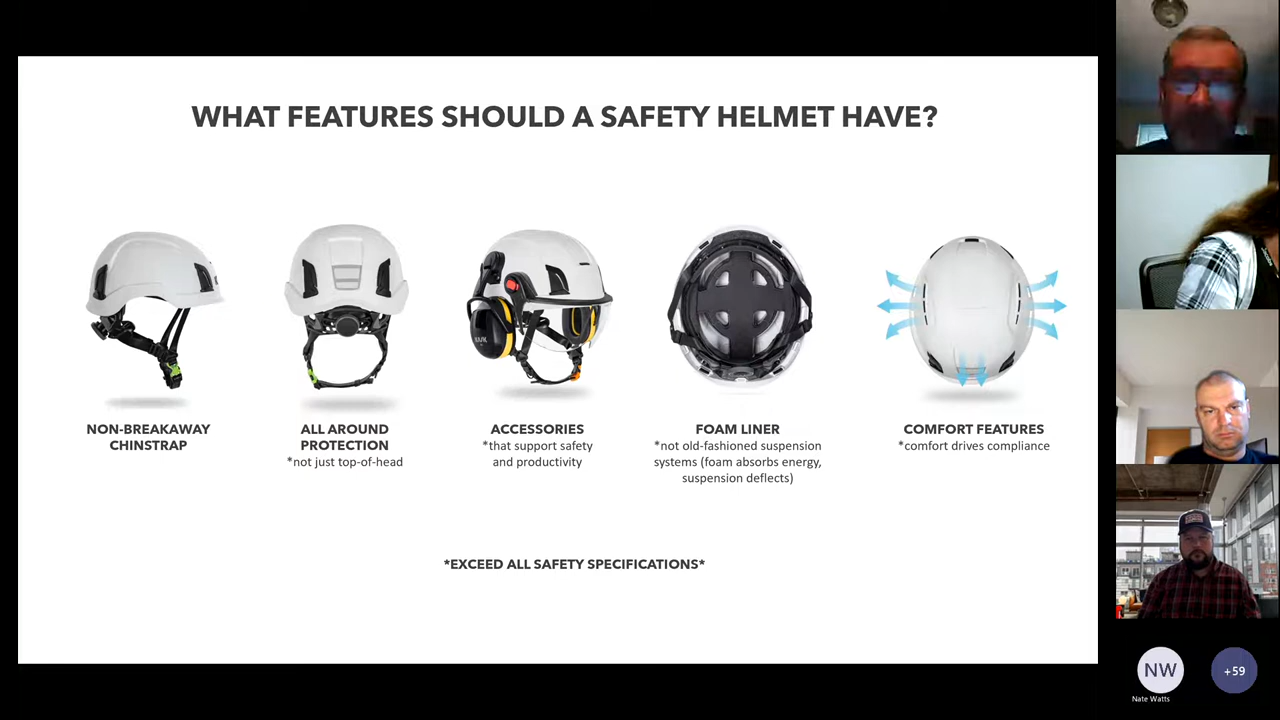 WHAT FEATURES SHOULD A SAFETY HELMET HAVE?
NON-BREAKAWAY
CHINSTRAP
ALL AROUND
PROTECTION
*not just top-of-head
ACCESSORIES
*that support safety
and productivity
FOAM LINER
*not old-fashioned suspension
systems (foam absorbs energy,
suspension deflects)
COMFORT FEATURES
*comfort drives compliance
*EXCEED ALL SAFETY SPECIFICATIONS*
NW
+59
Nate Watts